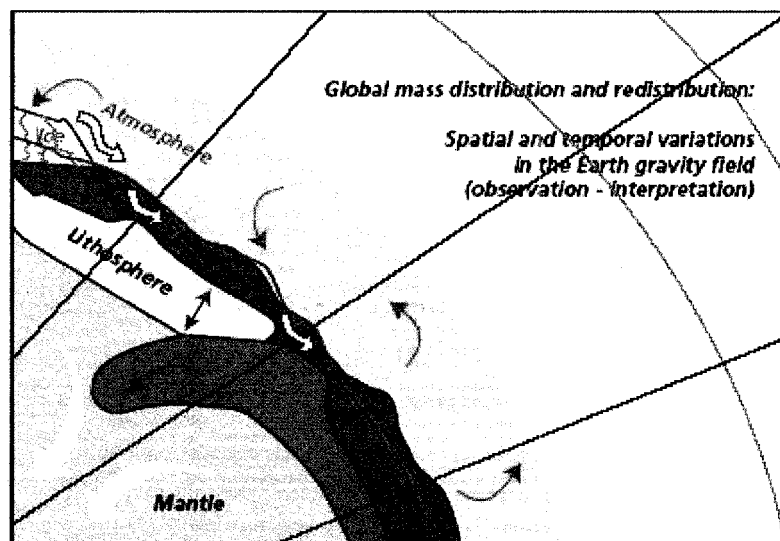 Global mass distribution and redistribution:
Spatial and temporal variations
in the Earth gravity field
(observation - interpretation)
Atmosphere
Ice
Lithosphere
Mantle